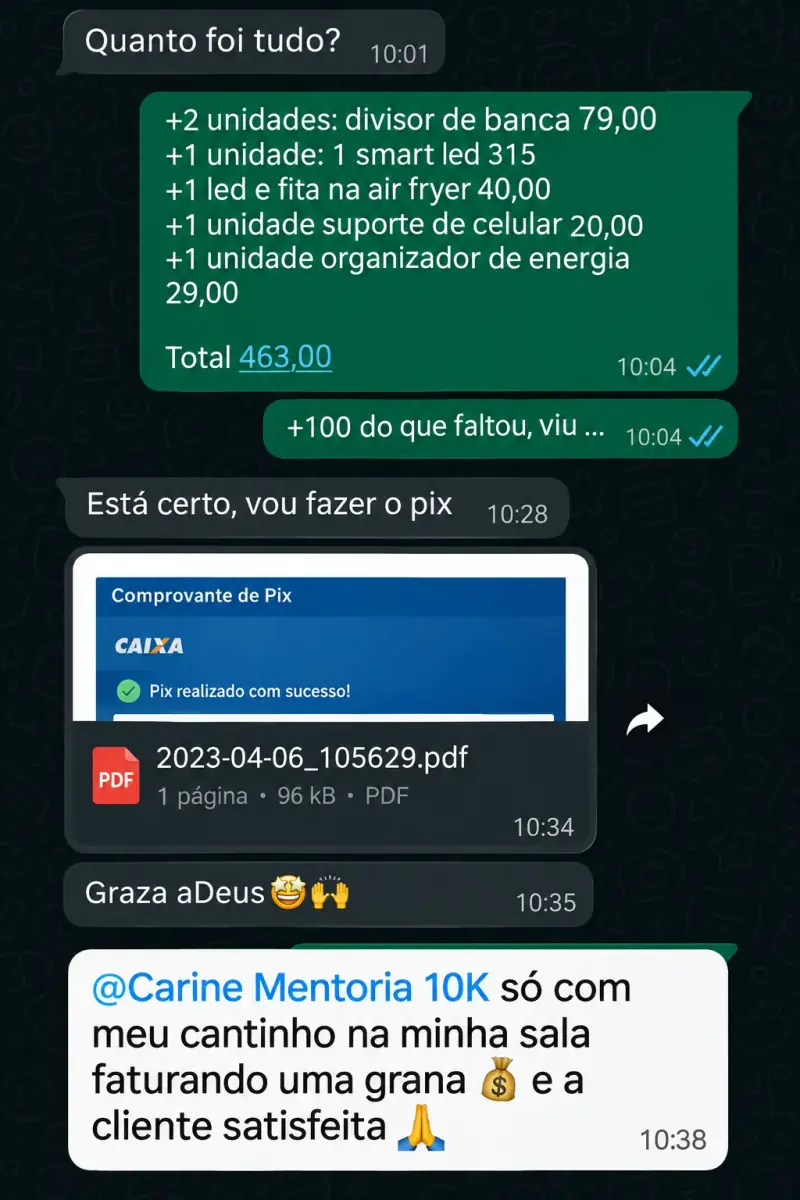 Quanto foi tudo? 10:01
+2 unidades: divisor de banca 79,00
+1 unidade: 1 smart led 315
+1 led e fita na air fryer 40,00
+1 unidade suporte de celular 20,00
+1 unidade organizador de energia
29,00
Total 463,00 10:04
+100 do que faltou, viu ... 10:04
Está certo, vou fazer o pix 10:28
Comprovante de Pix
CAIXA
Pix realizado com sucesso!
PDF
2023-04-06_105629.pdf
1 página • 96 kB • PDF
10:34
Graza aDeus🤩🙌 10:35
@Carine Mentoria 10K só com
meu cantinho na minha sala
faturando uma grana 💰 e a
cliente satisfeita 🙏 10:38